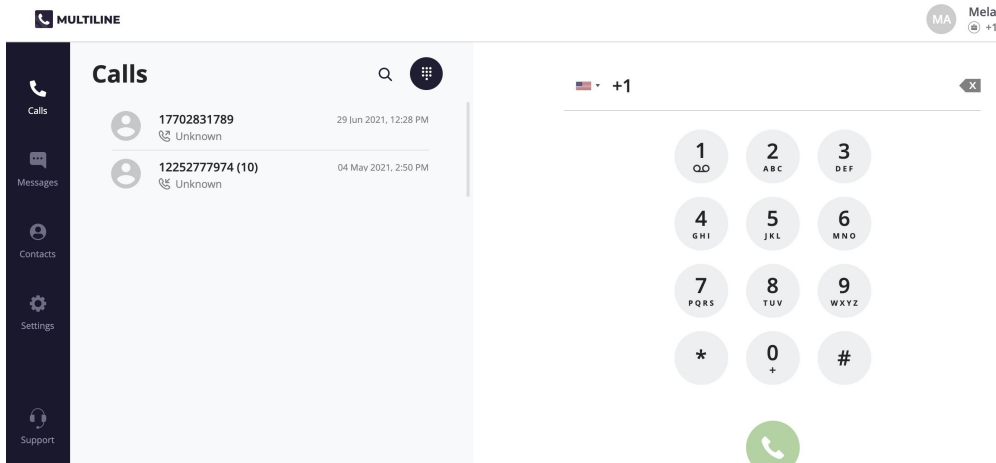 MULTILINE
MA
Mela
+1
Calls
Messages
Contacts
Settings
Support
Calls
17702831789
29 Jun 2021, 12:28 PM
Unknown
12252777974 (10)
04 May 2021, 2:50 PM
Unknown
+1
X
1
2
ABC
3
DEF
4
GHI
5
JKL
6
MNO
7
PQRS
8
TUV
9
WXYZ
*
0
+
#